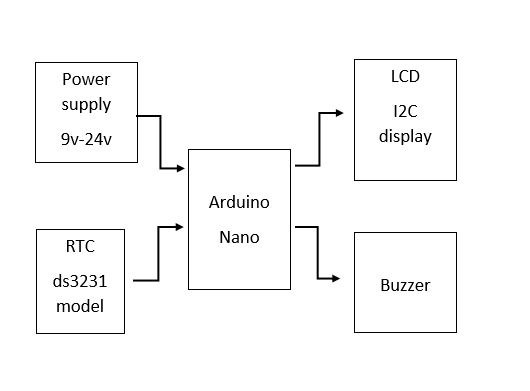 Power
supply
9v-24v
RTC
ds3231
model
Arduino
Nano
LCD
I2C
display
Buzzer